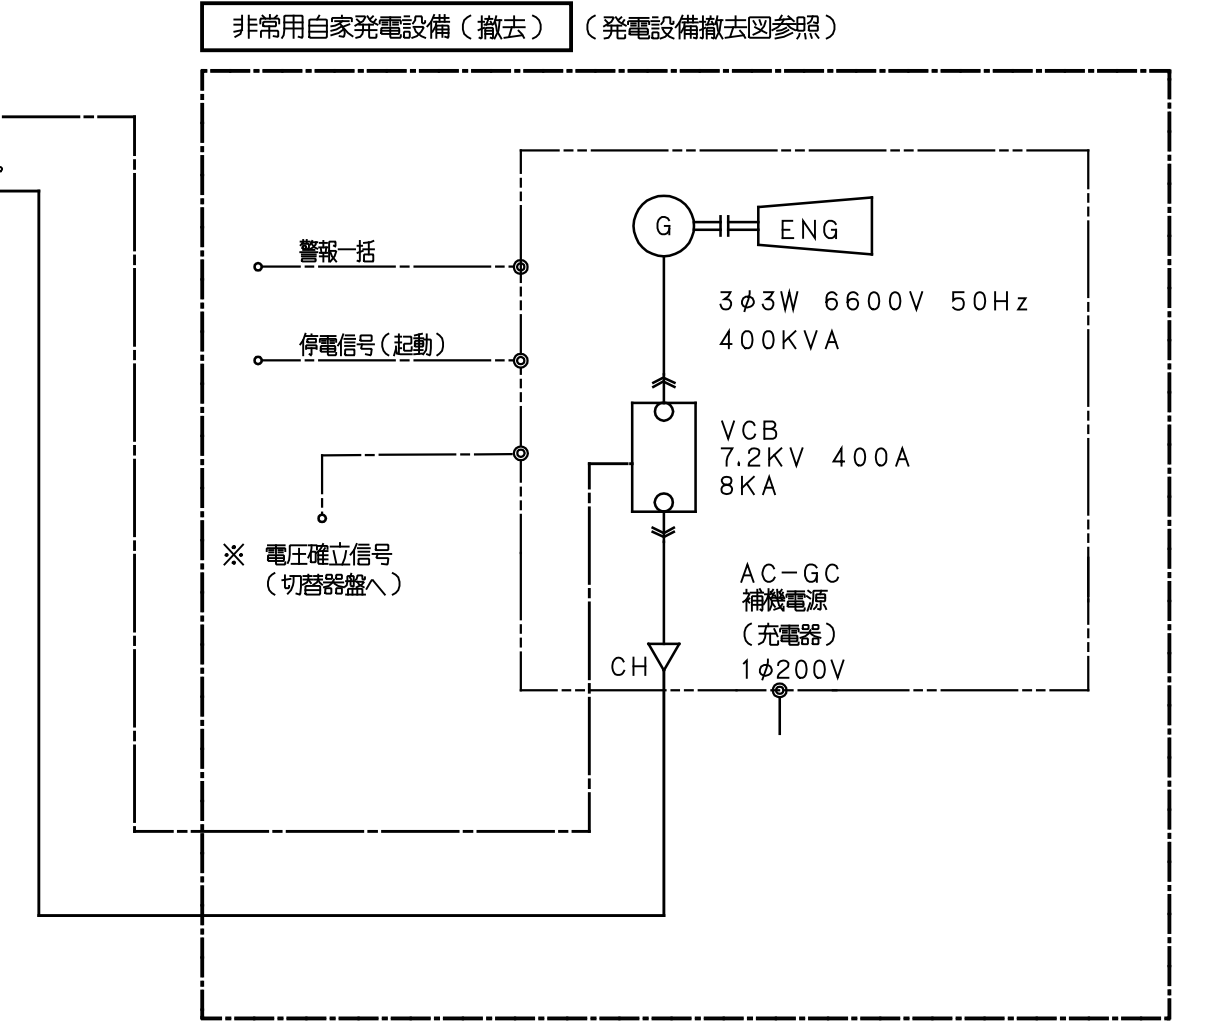 非常用自家発電設備（撤去）（発電設備撤去図参照）
G
ENG
警報一括
3φ3W 6600V 50Hz
400KVA
停電信号（起動）
VCB
7.2KV 400A
8KA
※ 電圧確立信号
（切替器盤へ）
AC-GC
補機電源
（充電器）
CH
1φ200V